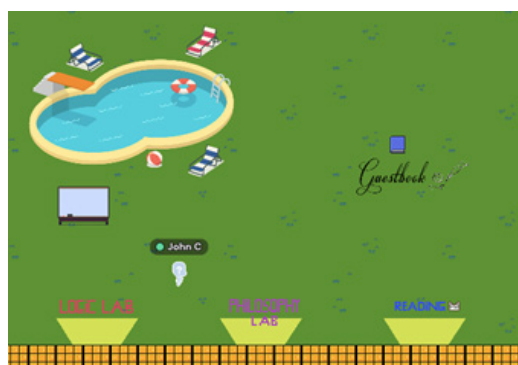 Guestbook
John C
LOGIC LAB
PHILOSOPHY
LAB
READING